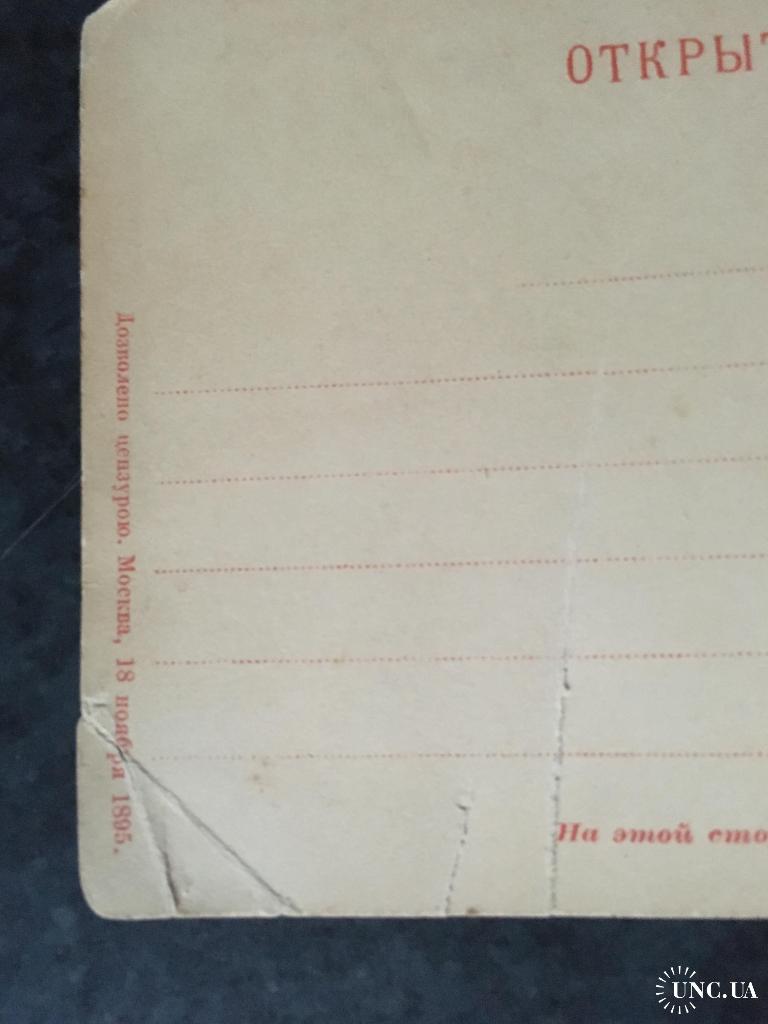 ОТКРЫТ
Дозволено цензурою. Москва, 18 ноября 1895.
На этой сто
UNC.UA